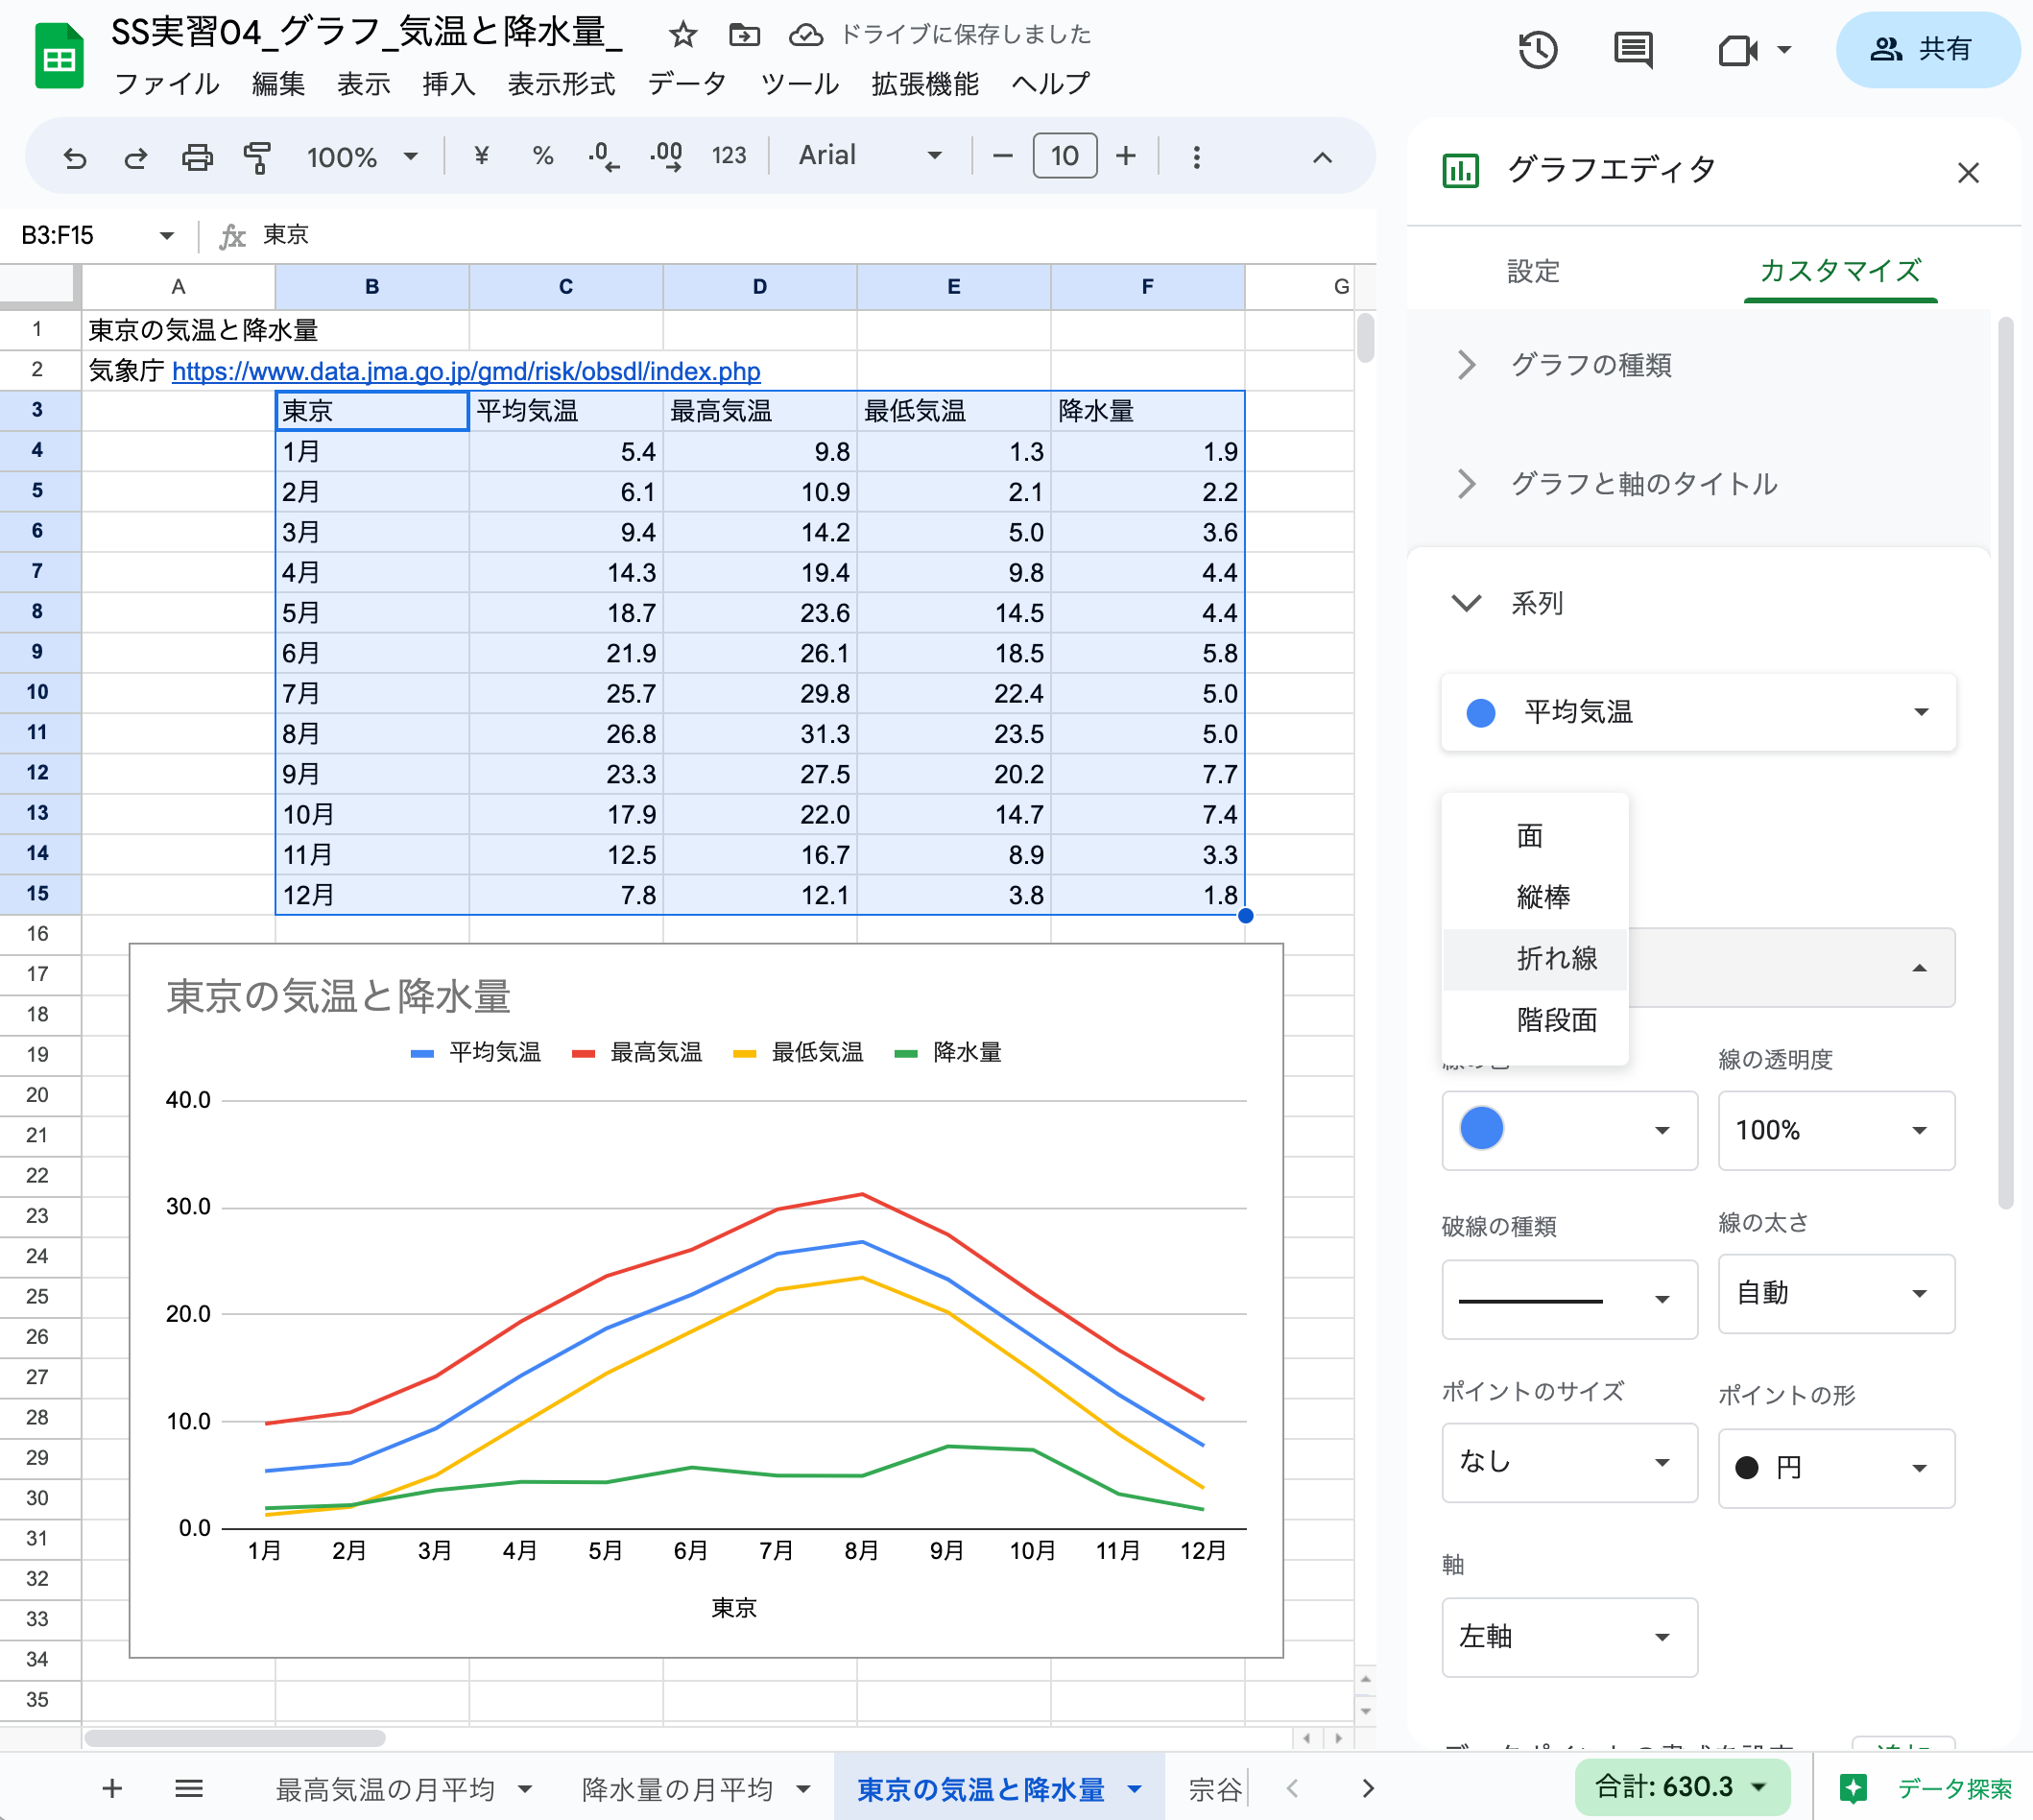 SS実習04_グラフ_気温と降水量_
ドライブに保存しました
共有
ファイル 編集 表示 挿入 表示形式 データ ツール 拡張機能 ヘルプ
100% ¥ % .0 .00 123 Arial 10
B3:F15 fx 東京
A B C D E F G
1 東京の気温と降水量
2 気象庁 https://www.data.jma.go.jp/gmd/risk/obsdl/index.php
3 東京 平均気温 最高気温 最低気温 降水量
4 1月 5.4 9.8 1.3 1.9
5 2月 6.1 10.9 2.1 2.2
6 3月 9.4 14.2 5.0 3.6
7 4月 14.3 19.4 9.8 4.4
8 5月 18.7 23.6 14.5 4.4
9 6月 21.9 26.1 18.5 5.8
10 7月 25.7 29.8 22.4 5.0
11 8月 26.8 31.3 23.5 5.0
12 9月 23.3 27.5 20.2 7.7
13 10月 17.9 22.0 14.7 7.4
14 11月 12.5 16.7 8.9 3.3
15 12月 7.8 12.1 3.8 1.8
16
17
18
19
20
21
22
23
24
25
26
27
28
29
30
31
32
33
34
35
東京の気温と降水量
平均気温 最高気温 最低気温 降水量
40.0
30.0
20.0
10.0
0.0
1月 2月 3月 4月 5月 6月 7月 8月 9月 10月 11月 12月
東京
グラフエディタ
設定 カスタマイズ
グラフの種類
グラフと軸のタイトル
系列
平均気温
面
縦棒
折れ線
階段面
線の透明度
100%
破線の種類 線の太さ
自動
ポイントのサイズ ポイントの形
なし 円
軸
左軸
最高気温の月平均 降水量の月平均 東京の気温と降水量 宗谷
合計: 630.3
データ探索